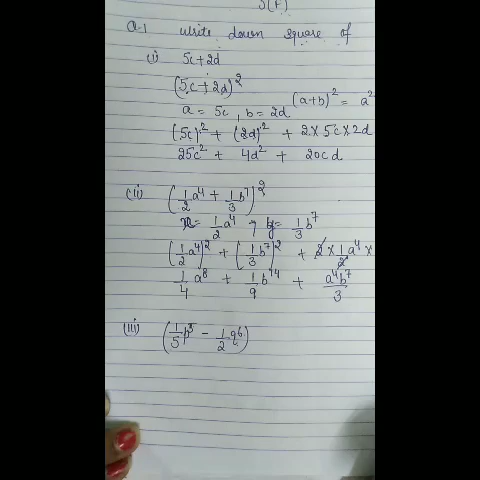 Q-1 Write down square of
(i) 5c+2d
(5c+2d)²
a = 5c, b = 2d (a+b)² = a²
(5c)² + (2d)² + 2×5c×2d
25c² + 4d² + 20cd
(ii) (1/2 a⁴ + 1/3 b⁷)²
x = 1/2 a⁴, y = 1/3 b⁷
(1/2 a⁴)² + (1/3 b⁷)² + 2×1/2 a⁴×
1/4 a⁸ + 1/9 b¹⁴ + a⁴b⁷/3
(iii) (1/5 p³ - 1/2 q⁶)